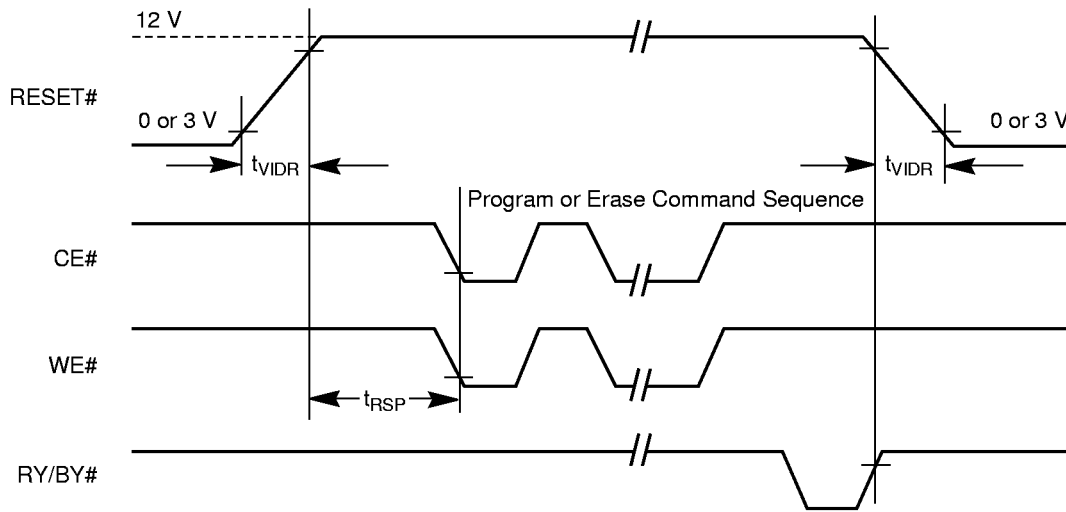 12 V
RESET#
0 or 3 V
0 or 3 V
tVIDR
tVIDR
Program or Erase Command Sequence
CE#
WE#
tRSP
RY/BY#